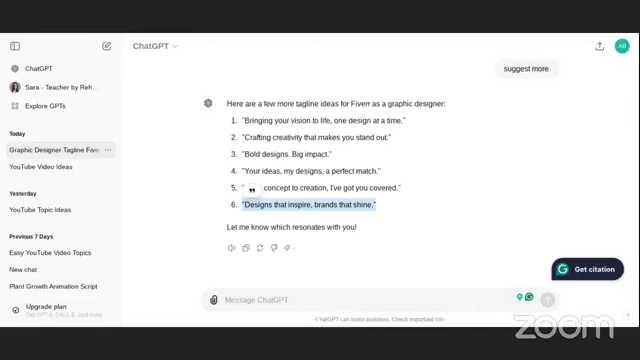 ChatGPT
AB
ChatGPT
suggest more
Sara - Teacher by Reh...
Explore GPTs
Here are a few more tagline ideas for Fiverr as a graphic designer:
1. "Bringing your vision to life, one design at a time."
Today
Graphic Designer Tagline Fiver
2. "Crafting creativity that makes you stand out."
YouTube Video Ideas
3. "Bold designs. Big impact."
4. "Your ideas, my designs, a perfect match."
Yesterday
5. " concept to creation, I've got you covered."
YouTube Topic Ideas
6. "Designs that inspire, brands that shine."
Previous 7 Days
Let me know which resonates with you!
Easy YouTube Video Topics
New chat
Get citation
Plant Growth Animation Script
Upgrade plan
Message ChatGPT
ChatGPT can make mistakes. Check important info
zoom